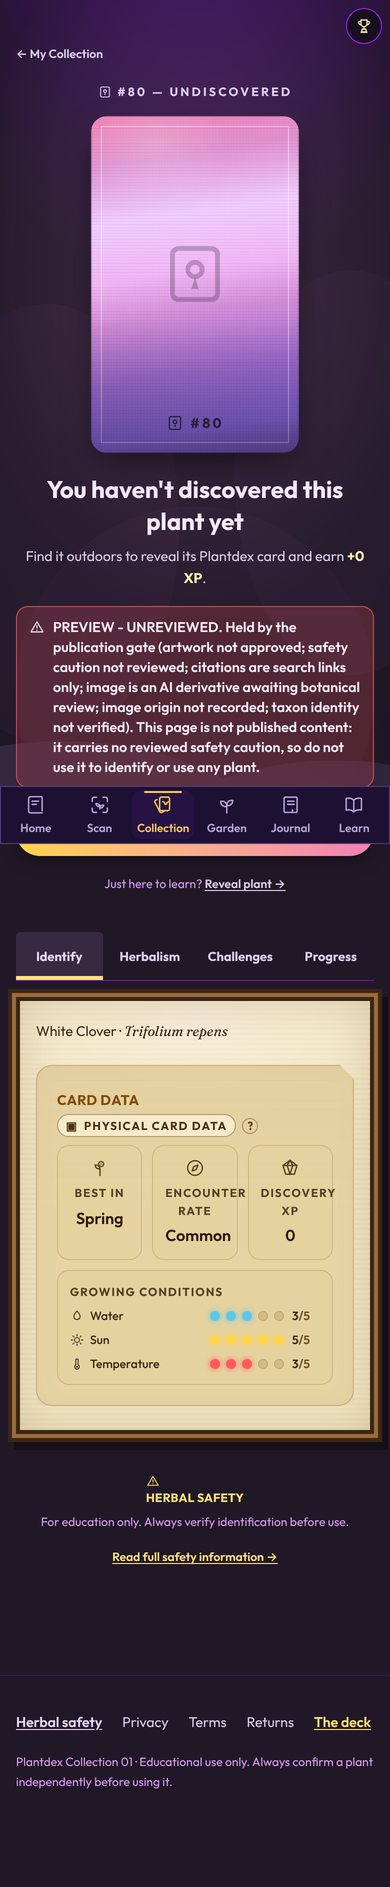 ← My Collection
#80 — UNDISCOVERED
#80
You haven't discovered this
plant yet
Find it outdoors to reveal its Plantdex card and earn +0
XP.
PREVIEW - UNREVIEWED. Held by the
publication gate (artwork not approved; safety
caution not reviewed; citations are search links
only; image is an AI derivative awaiting botanical
review; image origin not recorded; taxon identity
not verified). This page is not published content:
it carries no reviewed safety caution, so do not
use it to identify or use any plant.
Home Scan Collection Garden Journal Learn
Just here to learn? Reveal plant →
Identify Herbalism Challenges Progress
White Clover · Trifolium repens
CARD DATA
PHYSICAL CARD DATA ?
BEST IN
Spring
ENCOUNTER
RATE
Common
DISCOVERY
XP
0
GROWING CONDITIONS
Water 3/5
Sun 5/5
Temperature 3/5
HERBAL SAFETY
For education only. Always verify identification before use.
Read full safety information →
Herbal safety Privacy Terms Returns The deck
Plantdex Collection 01 · Educational use only. Always confirm a plant
independently before using it.